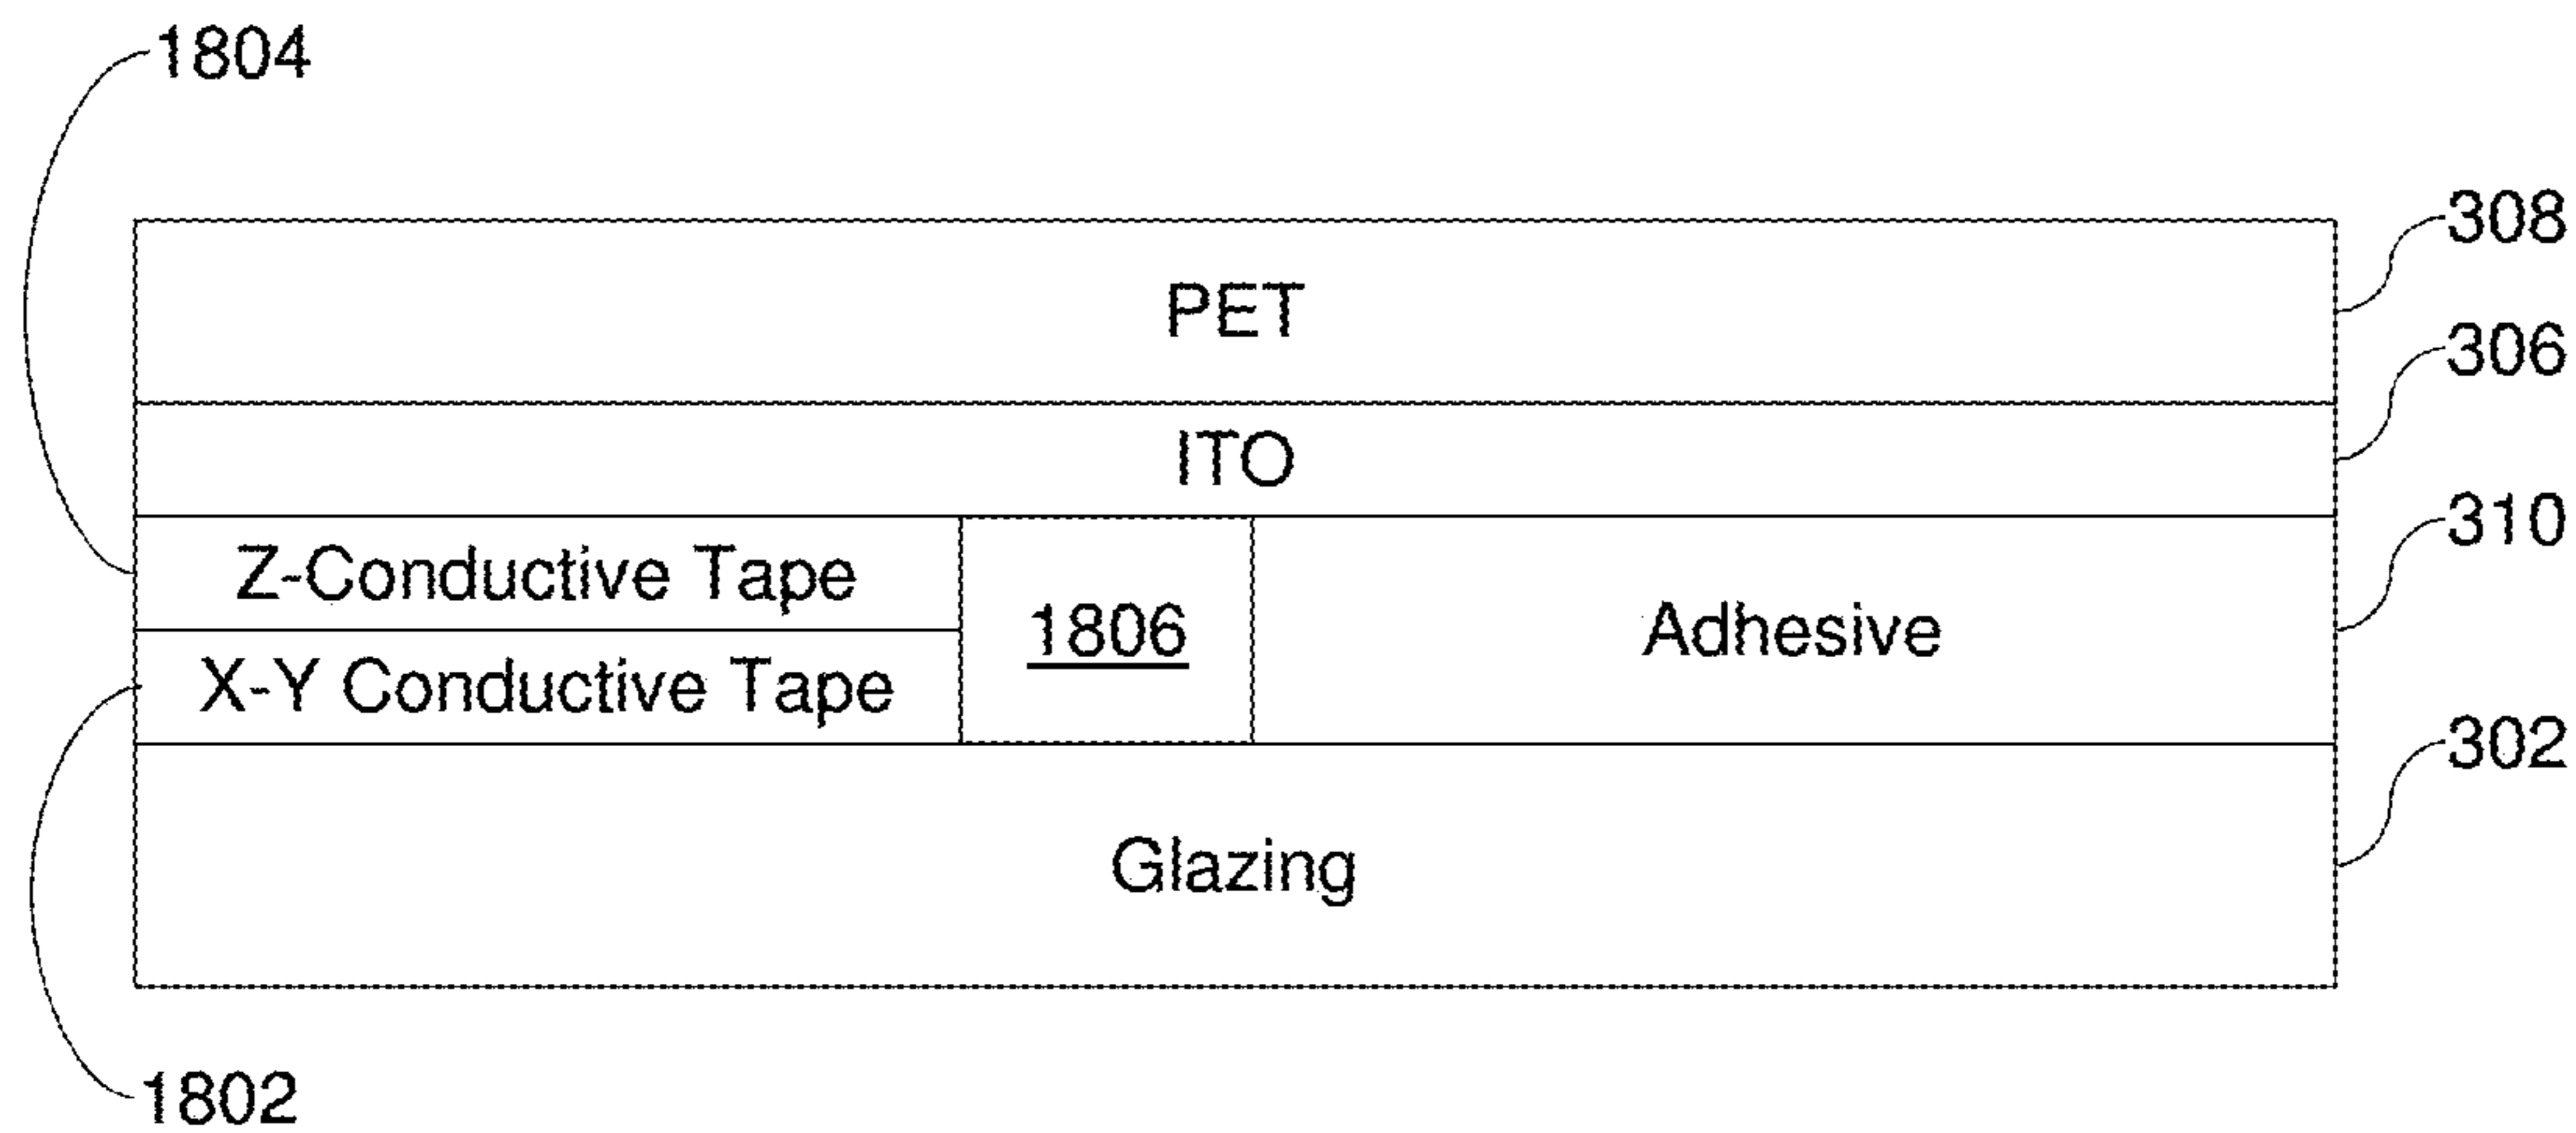 1804
308
PET
306
ITO
310
Z-Conductive Tape
1806
Adhesive
X-Y Conductive Tape
302
Glazing
1802